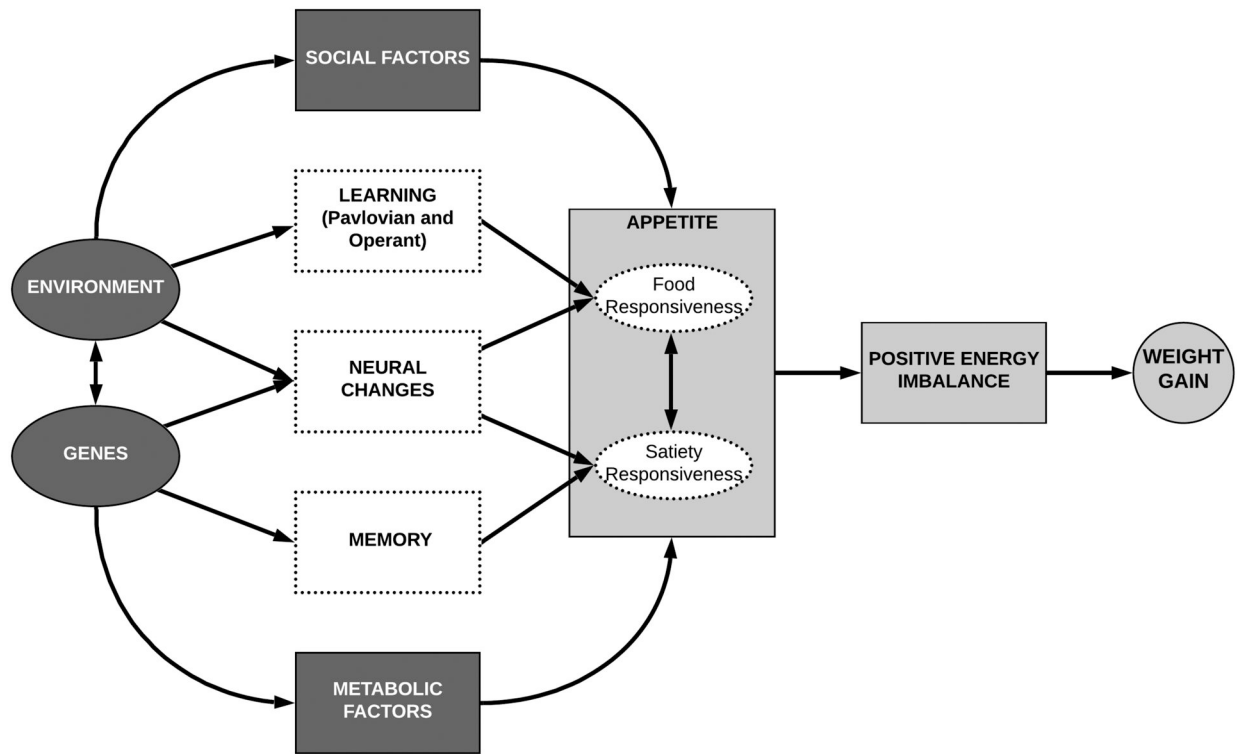 SOCIAL FACTORS
LEARNING
(Pavlovian and
Operant)
APPETITE
ENVIRONMENT
Food
Responsiveness
NEURAL
CHANGES
POSITIVE ENERGY
IMBALANCE
WEIGHT
GAIN
GENES
Satiety
Responsiveness
MEMORY
METABOLIC
FACTORS